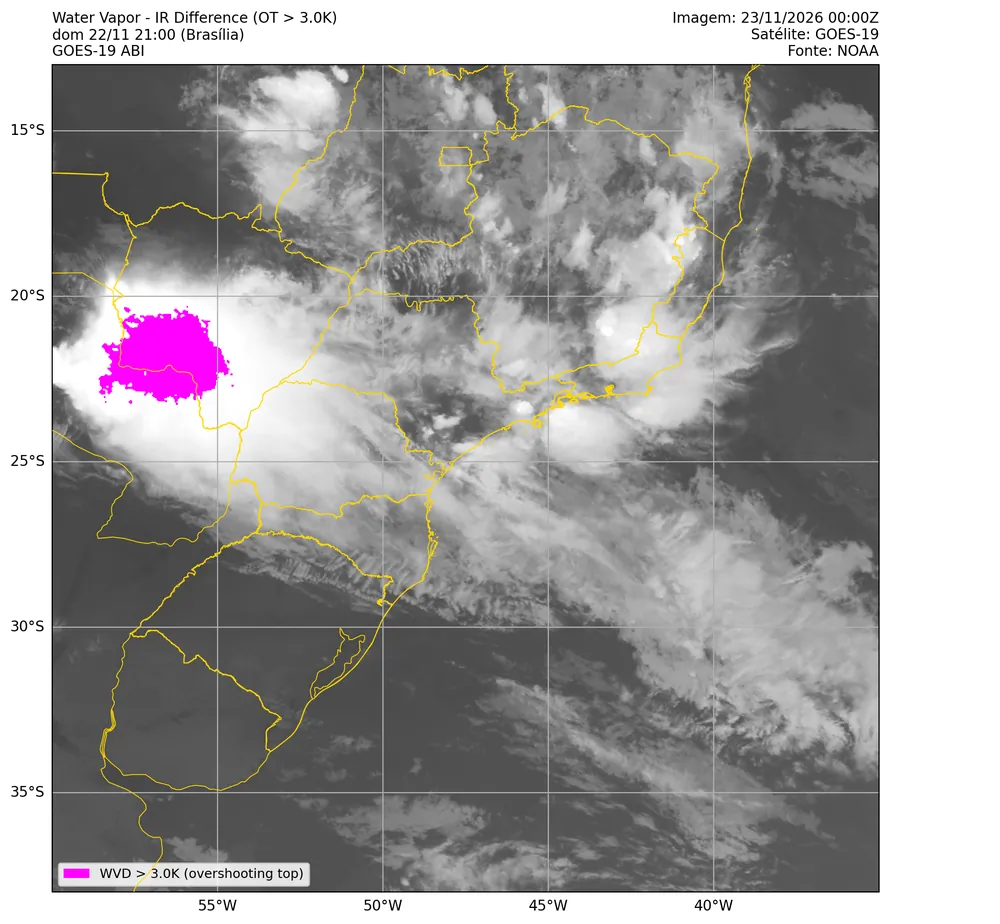 Water Vapor - IR Difference (OT > 3.0K)
dom 22/11 21:00 (Brasília)
GOES-19 ABI
Imagem: 23/11/2026 00:00Z
Satélite: GOES-19
Fonte: NOAA
15°S
20°S
25°S
30°S
35°S
WVD > 3.0K (overshooting top)
55°W
50°W
45°W
40°W